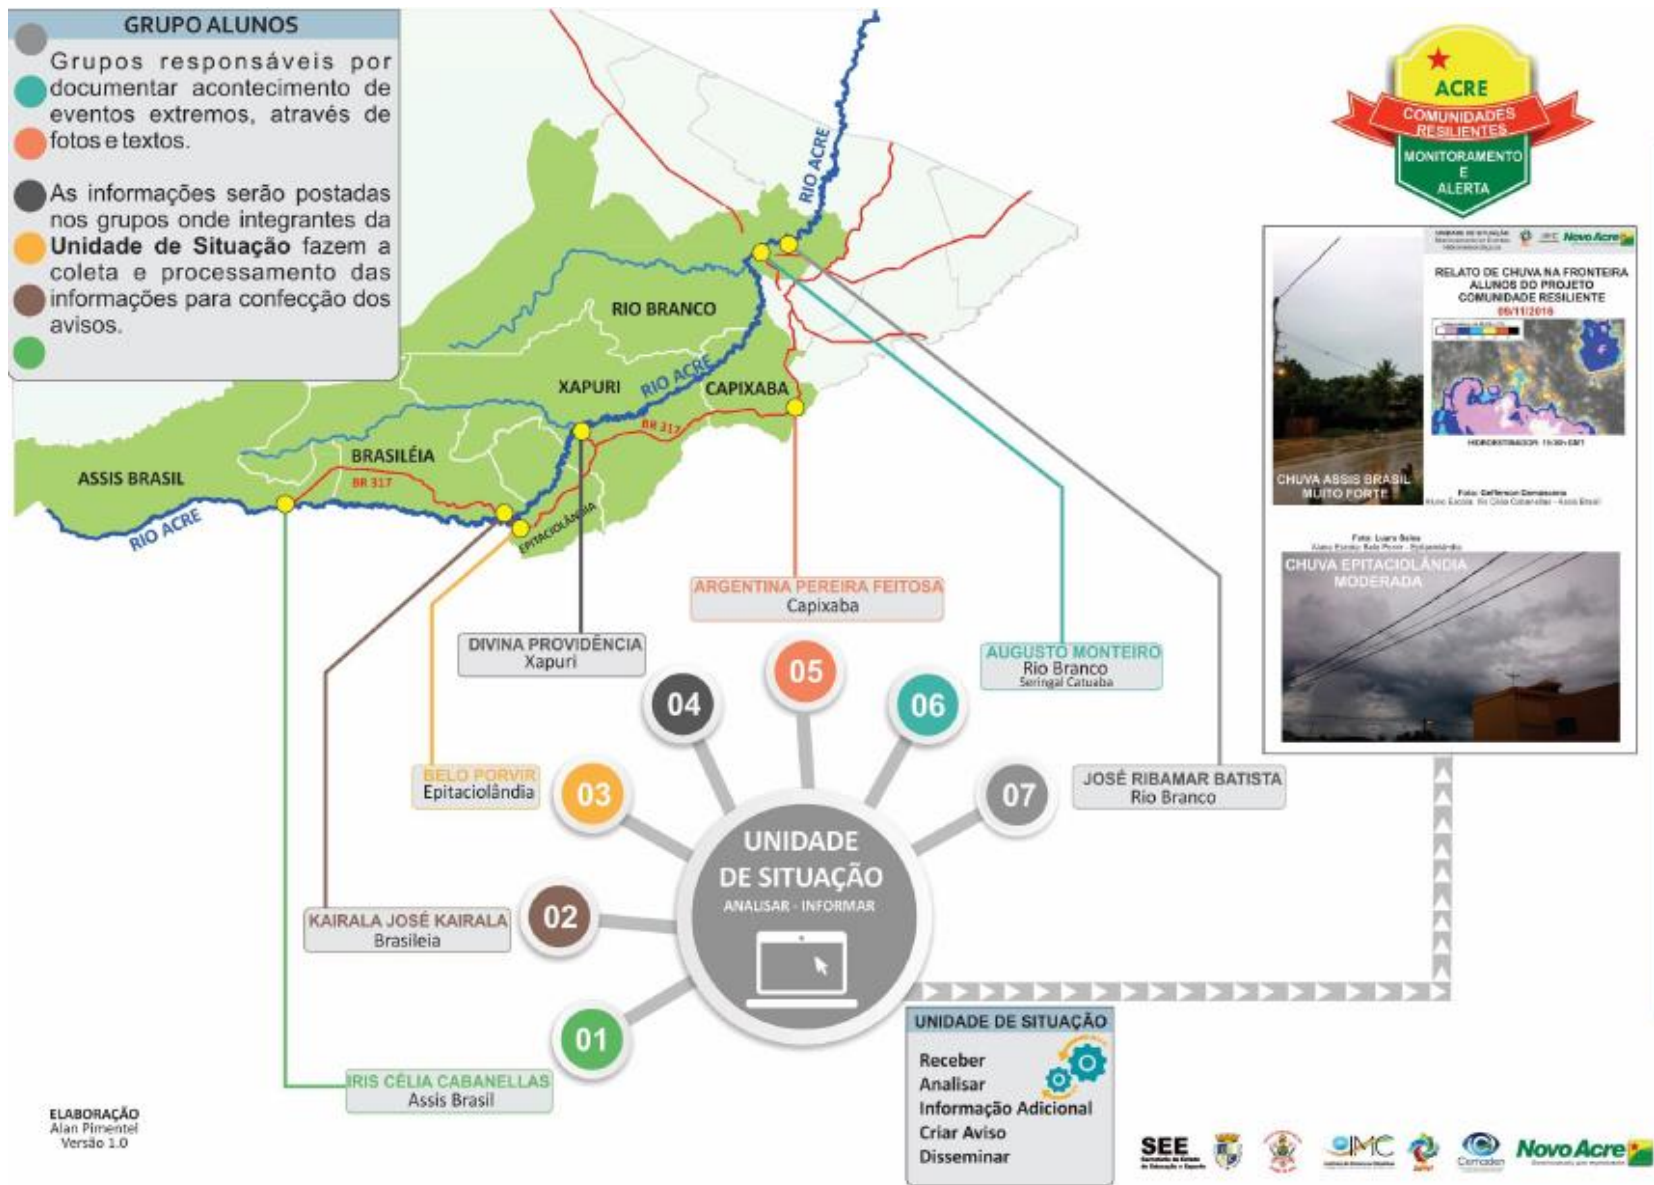 GRUPO ALUNOS
Grupos responsáveis por
documentar acontecimento de
eventos extremos, através de
fotos e textos.
As informações serão postadas
nos grupos onde integrantes da
Unidade de Situação fazem a
coleta e processamento das
informações para confecção dos
avisos.
RIO ACRE
RIO BRANCO
XAPURI
RIO ACRE
CAPIXABA
BR 317
BRASILÉIA
ASSIS BRASIL
BR 317
RIO ACRE
EPITACIOLÂNDIA
ACRE
COMUNIDADES
RESILIENTES
MONITORAMENTO
E
ALERTA
UNIDADE DE SITUAÇÃO
Novo Acre
RELATO DE CHUVA NA FRONTEIRA
ALUNOS DO PROJETO
COMUNIDADE RESILIENTE
CHUVA ASSIS BRASIL
MUITO FORTE
CHUVA EPITACIOLÂNDIA
MODERADA
ARGENTINA PEREIRA FEITOSA
Capixaba
DIVINA PROVIDÊNCIA
Xapuri
AUGUSTO MONTEIRO
Rio Branco
Seringal Catuaba
BELO PORVIR
Epitaciolândia
JOSÉ RIBAMAR BATISTA
Rio Branco
KAIRALA JOSÉ KAIRALA
Brasileia
IRIS CÉLIA CABANELLAS
Assis Brasil
01
02
03
04
05
06
07
UNIDADE
DE SITUAÇÃO
ANALISAR - INFORMAR
UNIDADE DE SITUAÇÃO
Receber
Analisar
Informação Adicional
Criar Aviso
Disseminar
ELABORAÇÃO
Alan Pimentel
Versão 1.0
SEE
IMC
Cemaden
Novo Acre